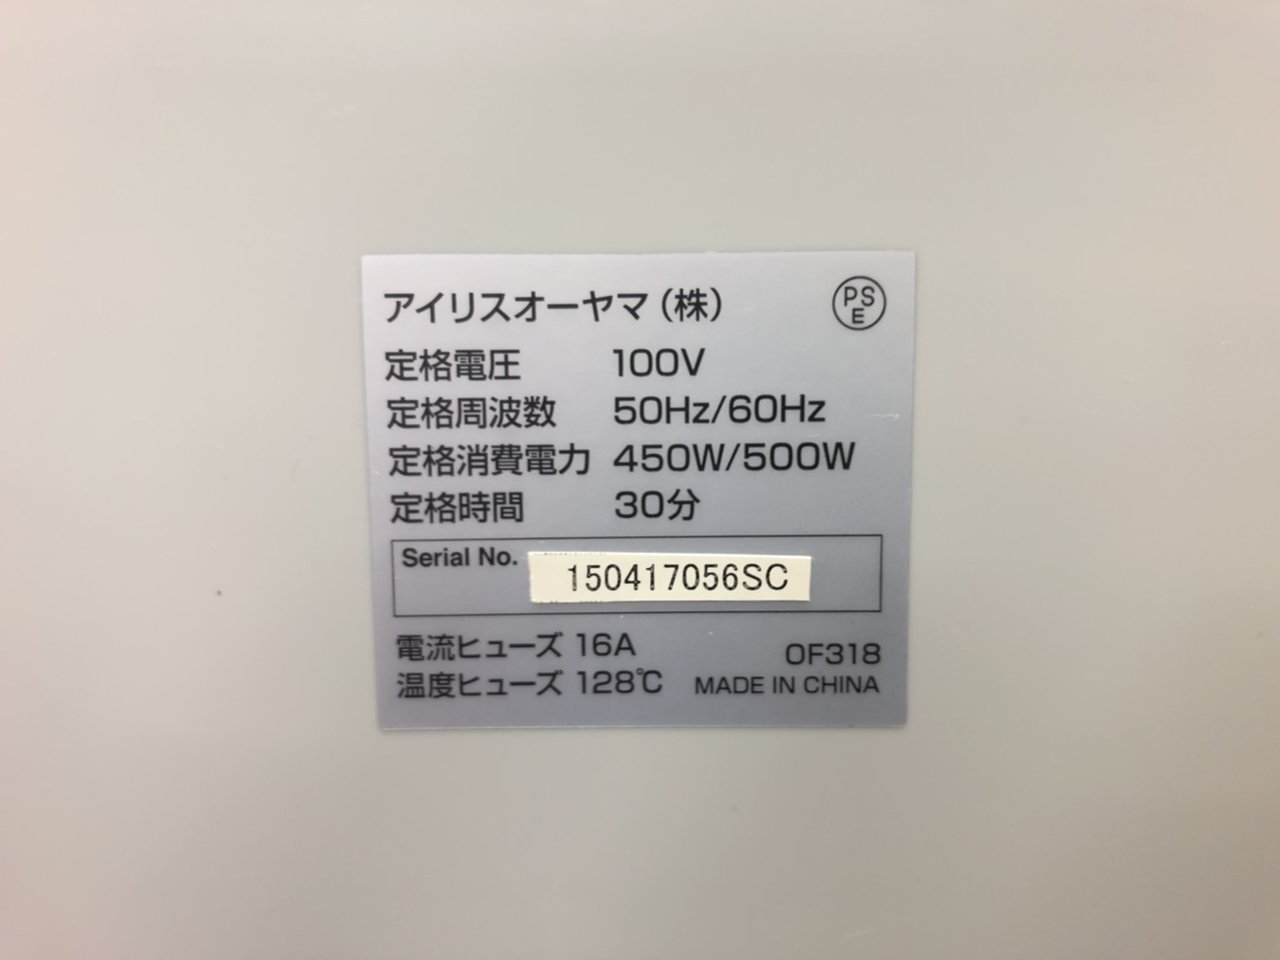 アイリスオーヤマ（株）
PS
E
定格電圧 100V
定格周波数 50Hz/60Hz
定格消費電力 450W/500W
定格時間 30分
Serial No. 150417056SC
電流ヒューズ 16A
OF318
温度ヒューズ 128℃ MADE IN CHINA